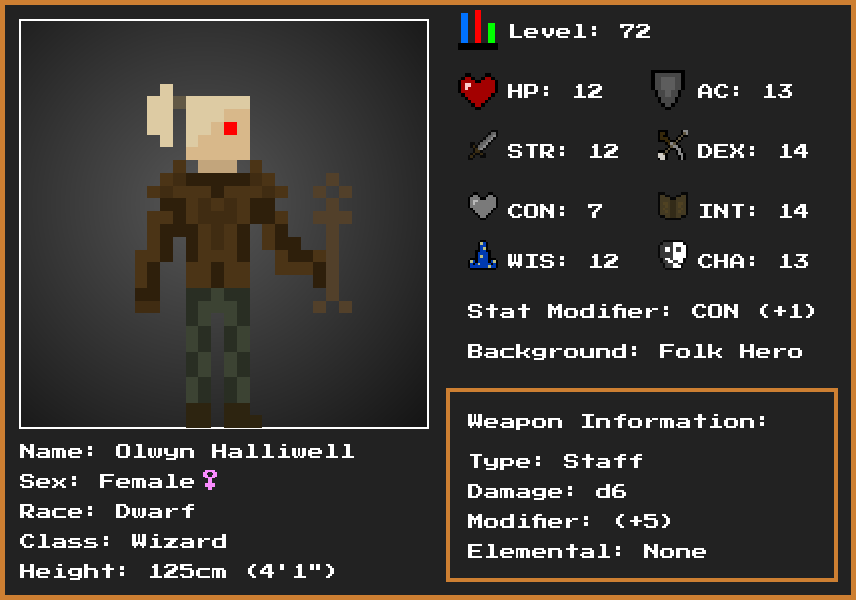 Level: 72
HP: 12
AC: 13
STR: 12
DEX: 14
CON: 7
INT: 14
WIS: 12
CHA: 13
Stat Modifier: CON (+1)
Background: Folk Hero
Weapon Information:
Type: Staff
Damage: d6
Modifier: (+5)
Elemental: None
Name: Olwyn Halliwell
Sex: Female♀
Race: Dwarf
Class: Wizard
Height: 125cm (4'1")